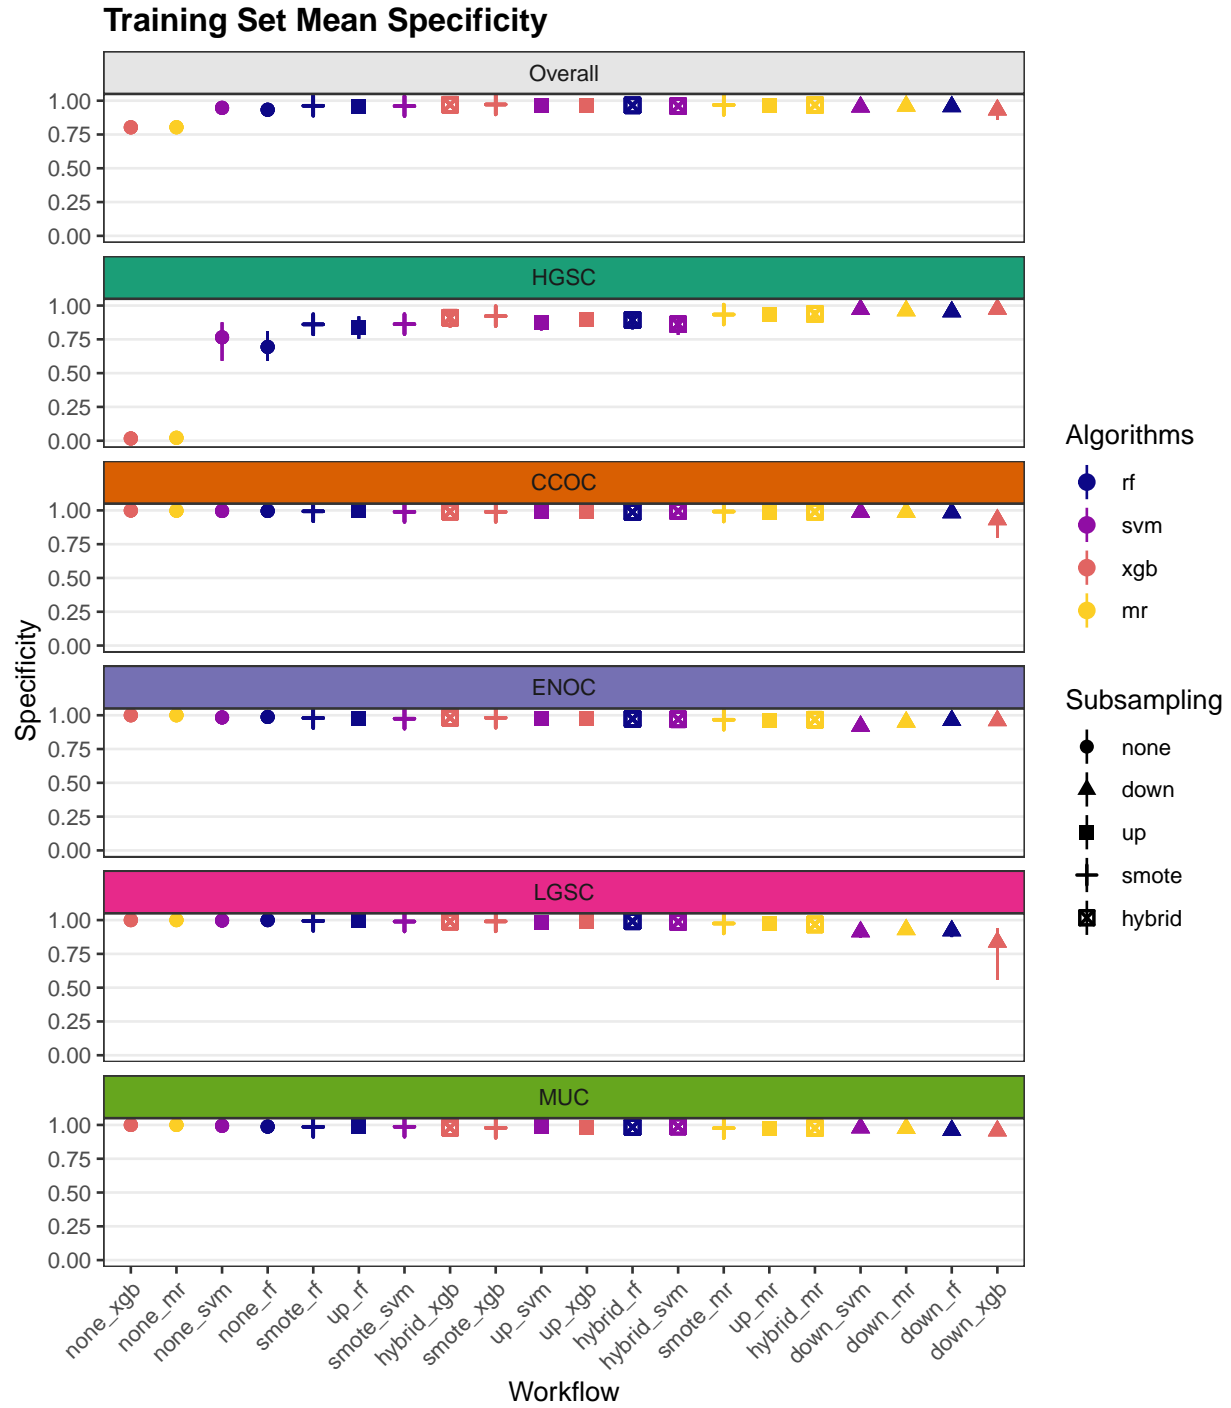 Training Set Mean Specificity
Overall
1.00
0.75
0.50
0.25
0.00
HGSC
1.00
0.75
0.50
0.25
0.00
CCOC
1.00
0.75
0.50
0.25
0.00
ENOC
1.00
0.75
0.50
0.25
0.00
LGSC
1.00
0.75
0.50
0.25
0.00
MUC
1.00
0.75
0.50
0.25
0.00
Specificity
none_xgb
none_mr
none_svm
none_rf
smote_rf
up_rf
smote_svm
hybrid_xgb
smote_xgb
up_svm
up_xgb
hybrid_rf
hybrid_svm
smote_mr
up_mr
hybrid_mr
down_svm
down_mr
down_rf
down_xgb
Workflow
Algorithms
rf
svm
xgb
mr
Subsampling
none
down
up
smote
hybrid